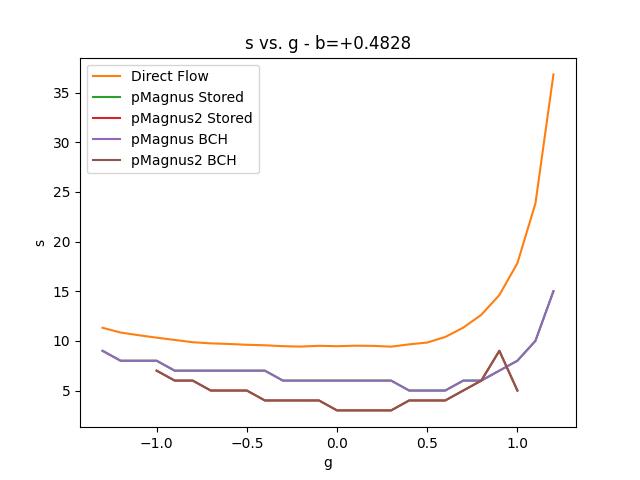 s vs. g - b=+0.4828
Direct Flow
pMagnus Stored
pMagnus2 Stored
pMagnus BCH
pMagnus2 BCH
35
30
25
20
15
10
5
s
−1.0 −0.5 0.0 0.5 1.0
g